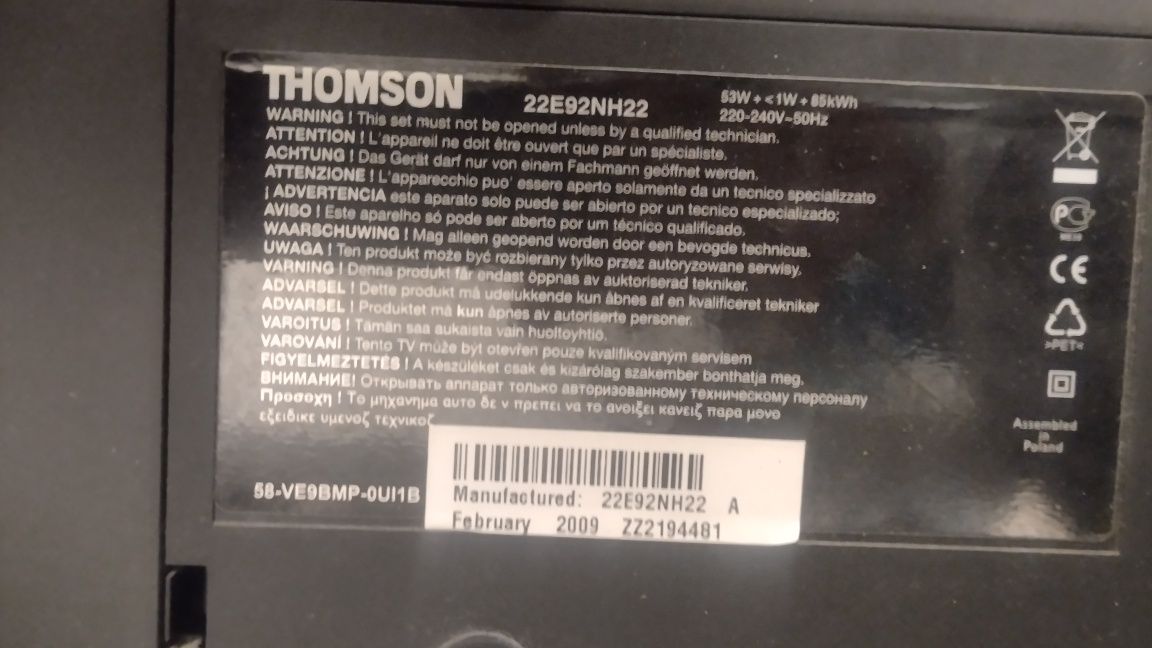 THOMSON
22E92NH22
53W + <1W + 85kWh
220-240V~50Hz
WARNING ! This set must not be opened unless by a qualified technician.
ATTENTION ! L'appareil ne doit être ouvert que par un spécialiste.
ACHTUNG ! Das Gerät darf nur von einem Fachmann geöffnet werden.
ATTENZIONE ! L'apparecchio puo' essere aperto solamente da un tecnico specializzato
¡ ADVERTENCIA este aparato solo puede ser abierto por un tecnico especializado;
AVISO ! Este aparelho só pode ser aberto por um técnico qualificado.
WAARSCHUWING ! Mag alleen geopend worden door een bevogde technicus.
UWAGA ! Ten produkt może być rozbierany tylko przez autoryzowane serwisy.
VARNING ! Denna produkt får endast öppnas av auktoriserad tekniker.
ADVARSEL ! Dette produkt må udelukkende kun åbnes af en kvalificeret tekniker
ADVARSEL ! Produktet må kun åpnes av autoriserte personer.
VAROITUS ! Tämän saa aukaista vain huoltoyhtiö.
VAROVÁNÍ ! Tento TV může být otevřen pouze kvalifikovaným servisem
FIGYELMEZTETÉS ! A készüléket csak és kizárólag szakember bonthatja meg.
ВНИМАНИЕ! Открывать аппарат только авторизованному техническому персоналу
Προσοχη ! Το μηχανημα αυτο δε ν πρεπει να το ανοιξει κανειζ παρα μονο
εξειδικε υμενοζ τεχνικοζ
CE
>PET<
Assembled
in
Poland
58-VE9BMP-0UI1B
Manufactured: 22E92NH22 A
February 2009 ZZ2194481